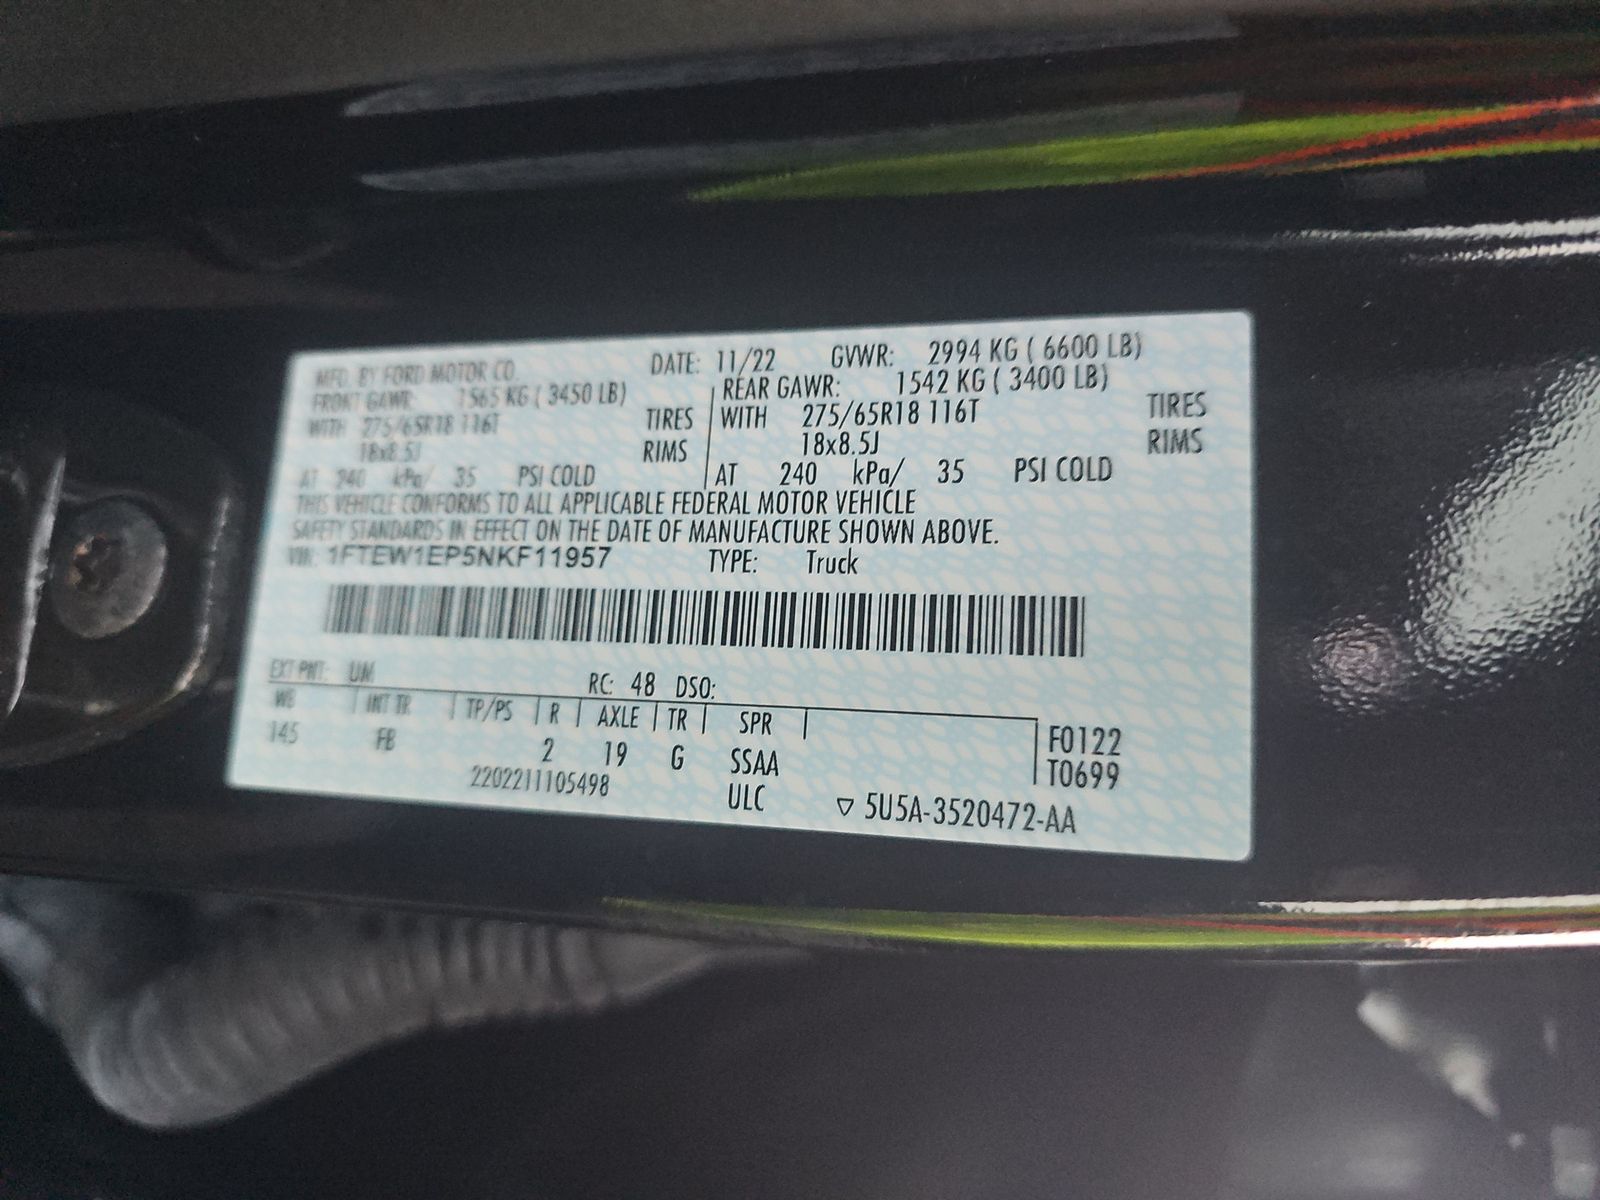 MFD. BY FORD MOTOR CO. DATE: 11/22 GVWR: 2994 KG ( 6600 LB)
FRONT GAWR: 1565 KG ( 3450 LB) REAR GAWR: 1542 KG ( 3400 LB)
WITH 275/65R18 116T TIRES WITH 275/65R18 116T TIRES
18x8.5J RIMS 18x8.5J RIMS
AT 240 kPa/ 35 PSI COLD AT 240 kPa/ 35 PSI COLD
THIS VEHICLE CONFORMS TO ALL APPLICABLE FEDERAL MOTOR VEHICLE
SAFETY STANDARDS IN EFFECT ON THE DATE OF MANUFACTURE SHOWN ABOVE.
VIN: 1FTEW1EP5NKF11957 TYPE: Truck
EXT PNT: UM RC: 48 DSO:
WB INT TR TP/PS R AXLE TR SPR F0122
145 FB 2 19 G SSAA T0699
2202211105498 ULC ▽ 5U5A-3520472-AA